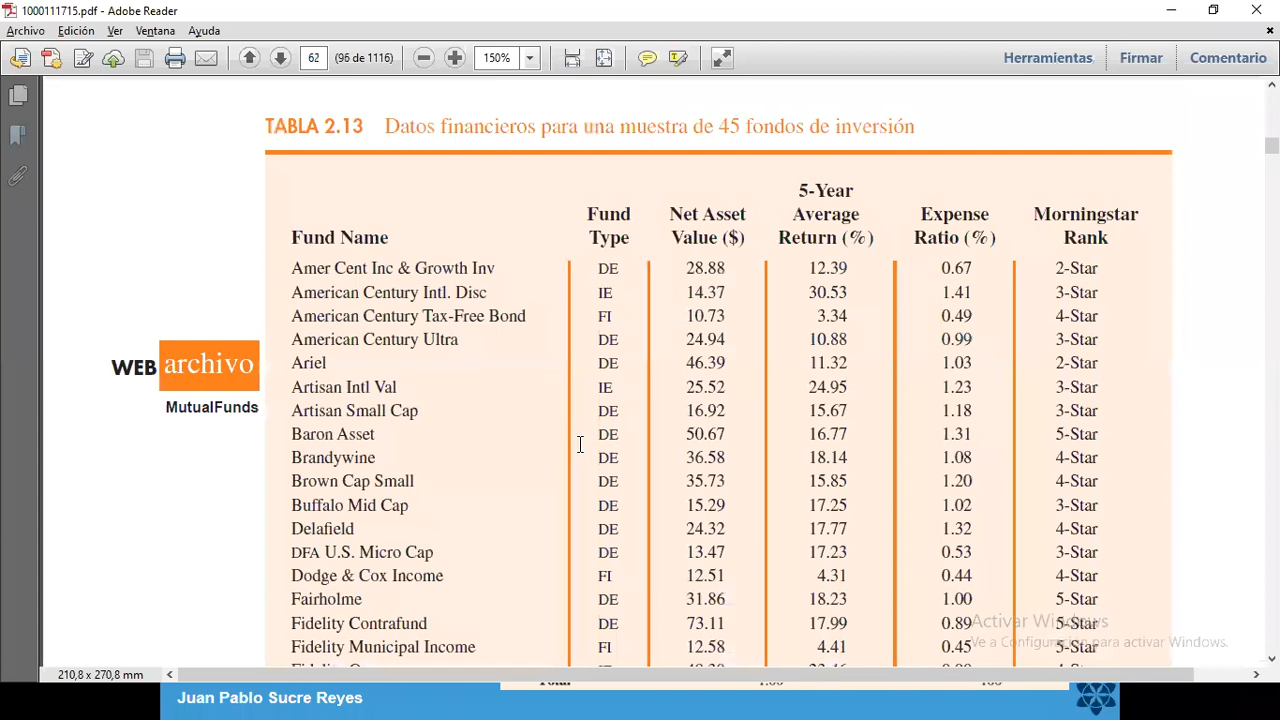 1000111715.pdf - Adobe Reader
Archivo Edición Ver Ventana Ayuda
62 (96 de 1116) 150% Herramientas Firmar Comentario
TABLA 2.13 Datos financieros para una muestra de 45 fondos de inversión
5-Year
Fund Net Asset Average Expense Morningstar
Fund Name Type Value ($) Return (%) Ratio (%) Rank
Amer Cent Inc & Growth Inv DE 28.88 12.39 0.67 2-Star
American Century Intl. Disc IE 14.37 30.53 1.41 3-Star
American Century Tax-Free Bond FI 10.73 3.34 0.49 4-Star
American Century Ultra DE 24.94 10.88 0.99 3-Star
WEB archivo
MutualFunds
Ariel DE 46.39 11.32 1.03 2-Star
Artisan Intl Val IE 25.52 24.95 1.23 3-Star
Artisan Small Cap DE 16.92 15.67 1.18 3-Star
Baron Asset DE 50.67 16.77 1.31 5-Star
Brandywine DE 36.58 18.14 1.08 4-Star
Brown Cap Small DE 35.73 15.85 1.20 4-Star
Buffalo Mid Cap DE 15.29 17.25 1.02 3-Star
Delafield DE 24.32 17.77 1.32 4-Star
DFA U.S. Micro Cap DE 13.47 17.23 0.53 3-Star
Dodge & Cox Income FI 12.51 4.31 0.44 4-Star
Fairholme DE 31.86 18.23 1.00 5-Star
Fidelity Contrafund DE 73.11 17.99 0.89 5-Star
Fidelity Municipal Income FI 12.58 4.41 0.45 5-Star
Activar Windows
Ve a Configuración para activar Windows.
210,8 x 270,8 mm
Juan Pablo Sucre Reyes